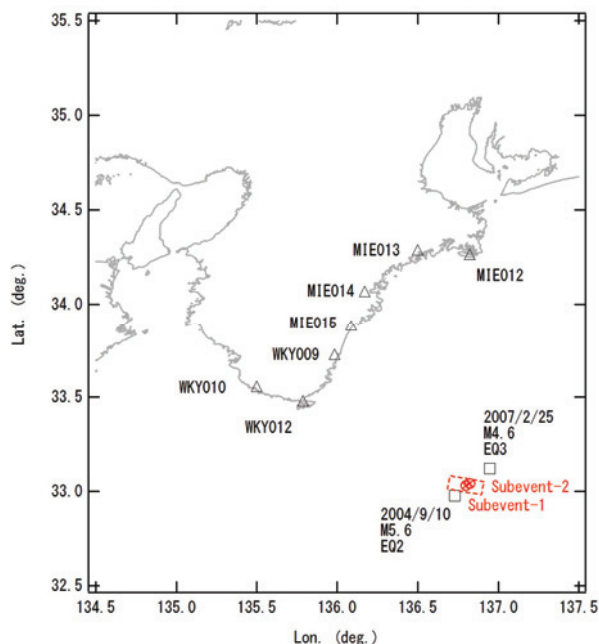 35.5
35.0
34.5
34.0
33.5
33.0
32.5
Lat. (deg.)
MIE013
MIE012
MIE014
MIE015
WKY009
WKY010
WKY012
2007/2/25
M4.6
EQ3
Subevent-2
Subevent-1
2004/9/10
M5.6
EQ2
134.5 135.0 135.5 136.0 136.5 137.0 137.5
Lon. (deg.)